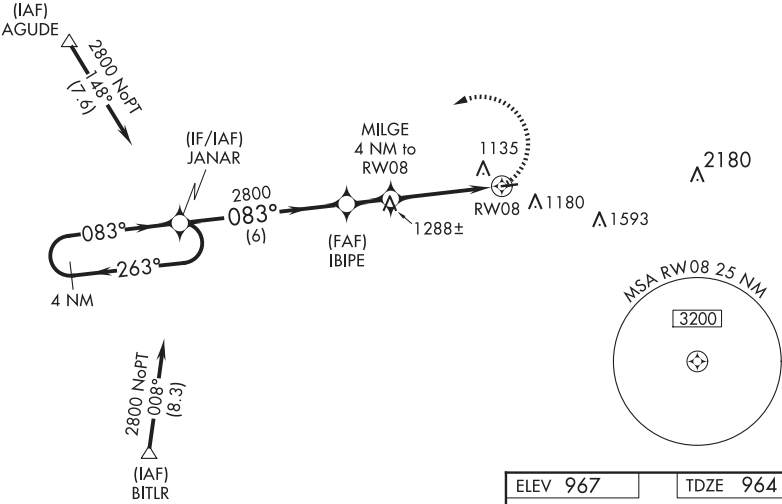 (IAF)
AGUDE
2800 NoPT
148°
(7.6)
(IF/IAF)
JANAR
MILGE
4 NM to
RW08
1135
2180
2800
083°
(6)
083°
263°
4 NM
(FAF)
IBIPE
1288±
RW08
1180
1593
MSA RW08 25 NM
3200
2800 NoPT
008°
(8.3)
(IAF)
BITLR
ELEV 967
TDZE 964